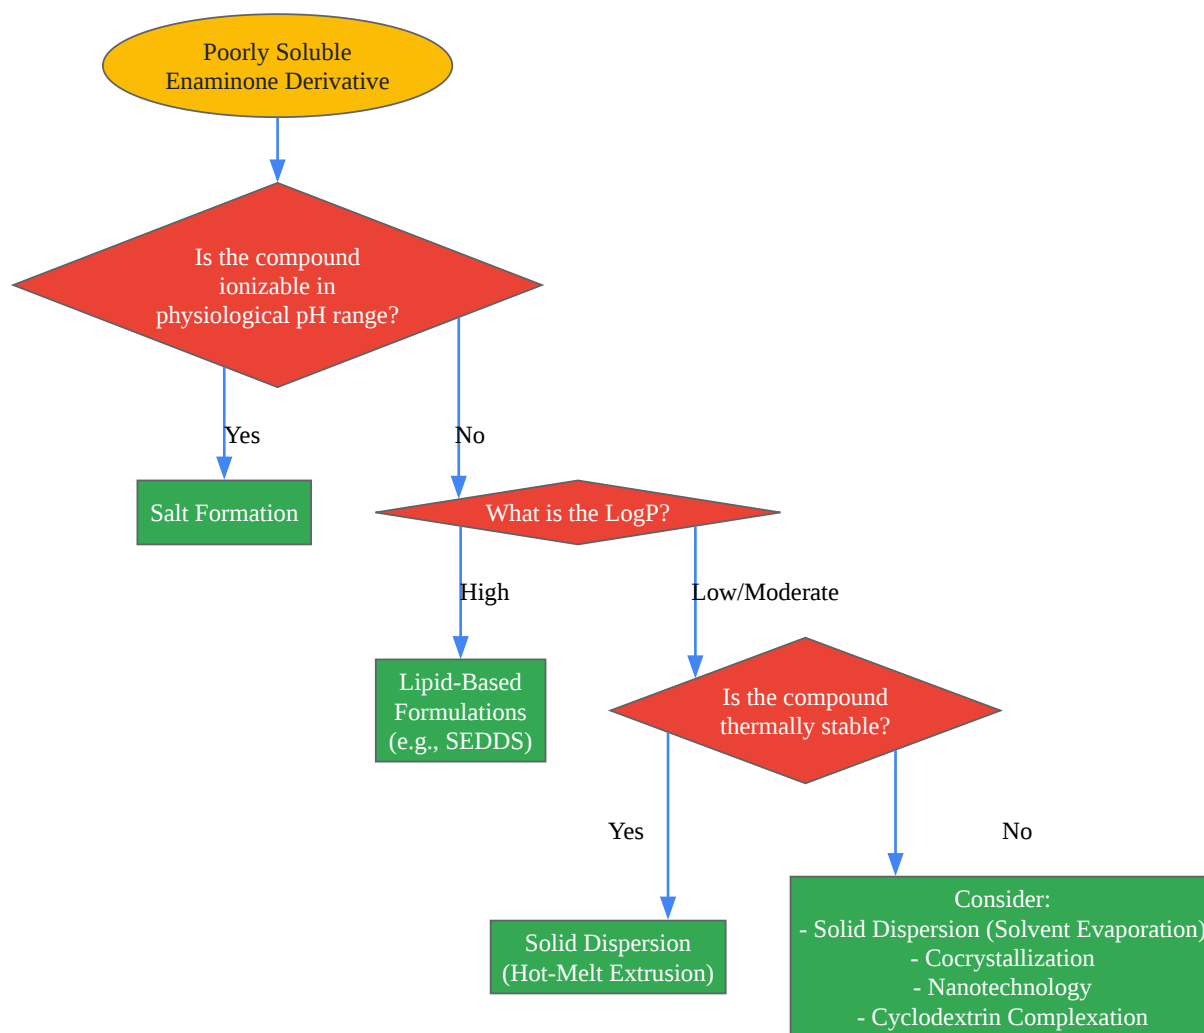 Poorly Soluble
Enaminone Derivative
Is the compound
ionizable in
physiological pH range?
Yes
No
Salt Formation
What is the LogP?
High
Low/Moderate
Lipid-Based
Formulations
(e.g., SEDDS)
Is the compound
thermally stable?
Yes
No
Solid Dispersion
(Hot-Melt Extrusion)
Consider:
- Solid Dispersion (Solvent Evaporation)
- Cocrystallization
- Nanotechnology
- Cyclodextrin Complexation